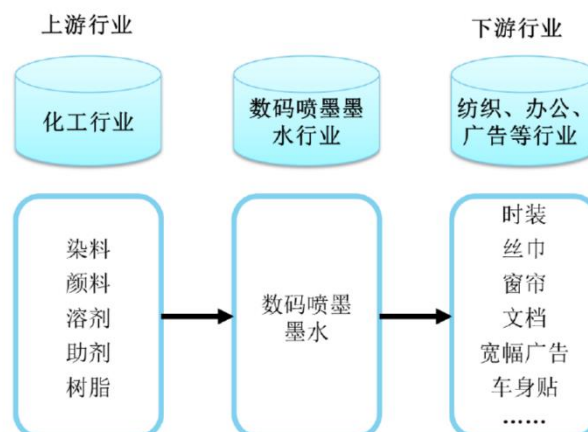 上游行业
下游行业
化工行业
数码喷墨墨
水行业
纺织、办公、
广告等行业
染料
颜料
溶剂
助剂
树脂
数码喷墨
墨水
时装
丝巾
窗帘
文档
宽幅广告
车身贴
……